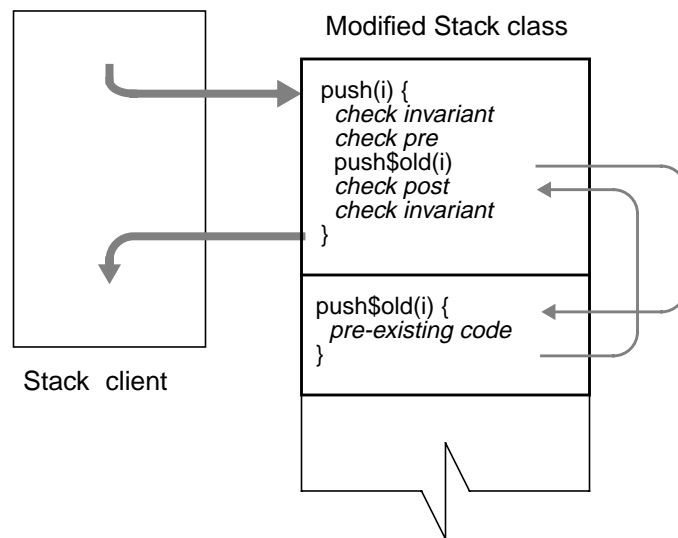 Modified Stack class
push(i) {
check invariant
check pre
push$old(i)
check post
check invariant
}
push$old(i) {
pre-existing code
}
Stack client